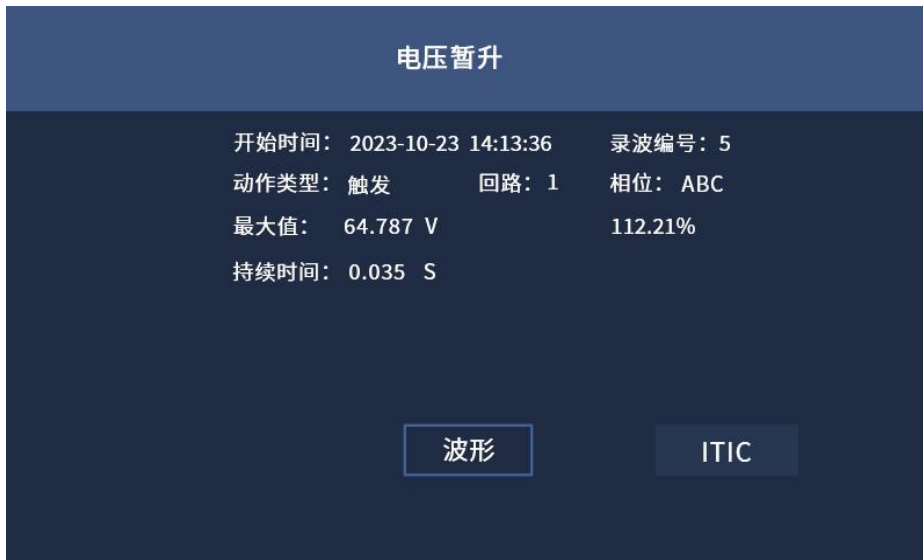 电压暂升
开始时间： 2023-10-23 14:13:36 录波编号：5
动作类型：触发 回路：1 相位：ABC
最大值： 64.787 V 112.21%
持续时间：0.035 S
波形 ITIC